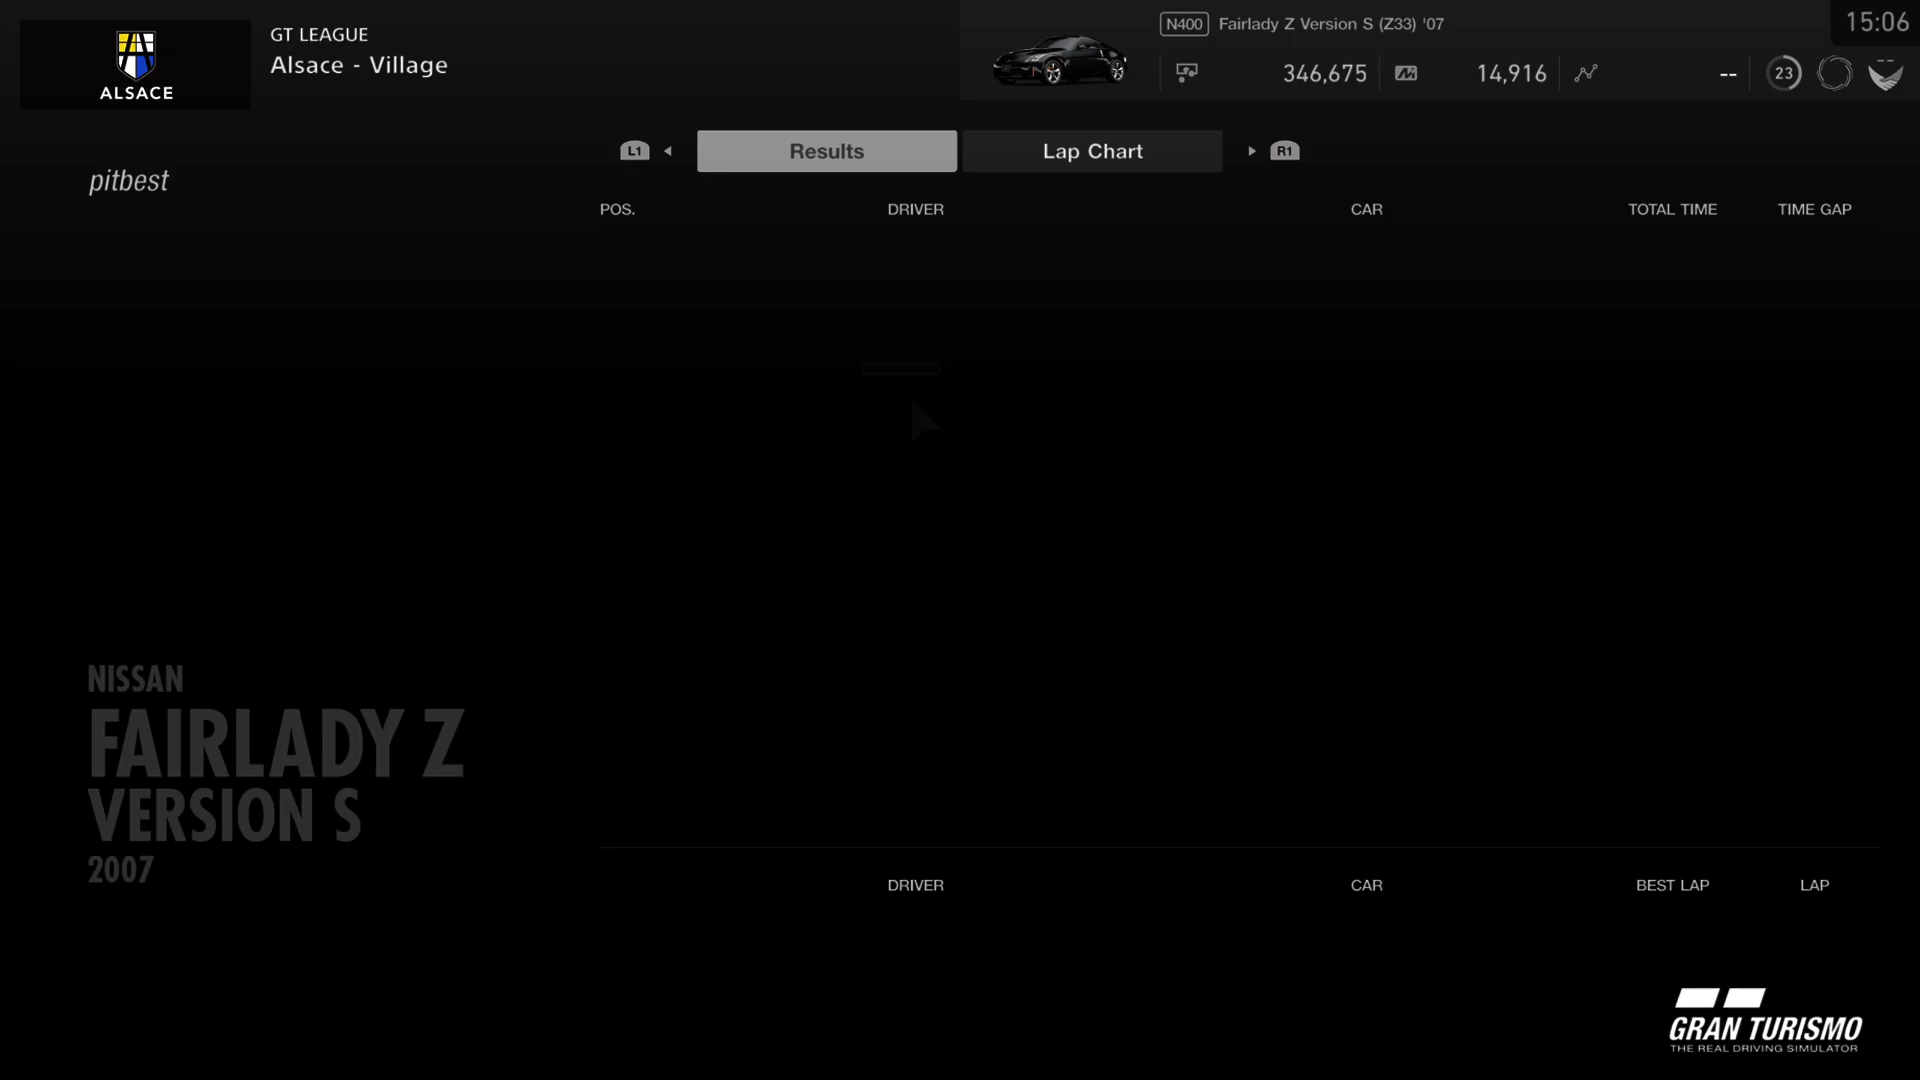 ALSACE
GT LEAGUE
Alsace - Village
N400 Fairlady Z Version S (Z33) '07
15:06
346,675
14,916
--
23
--
L1
Results
Lap Chart
R1
pitbest
POS.
DRIVER
CAR
TOTAL TIME
TIME GAP
NISSAN
FAIRLADY Z
VERSION S
2007
DRIVER
CAR
BEST LAP
LAP
GRAN TURISMO
THE REAL DRIVING SIMULATOR